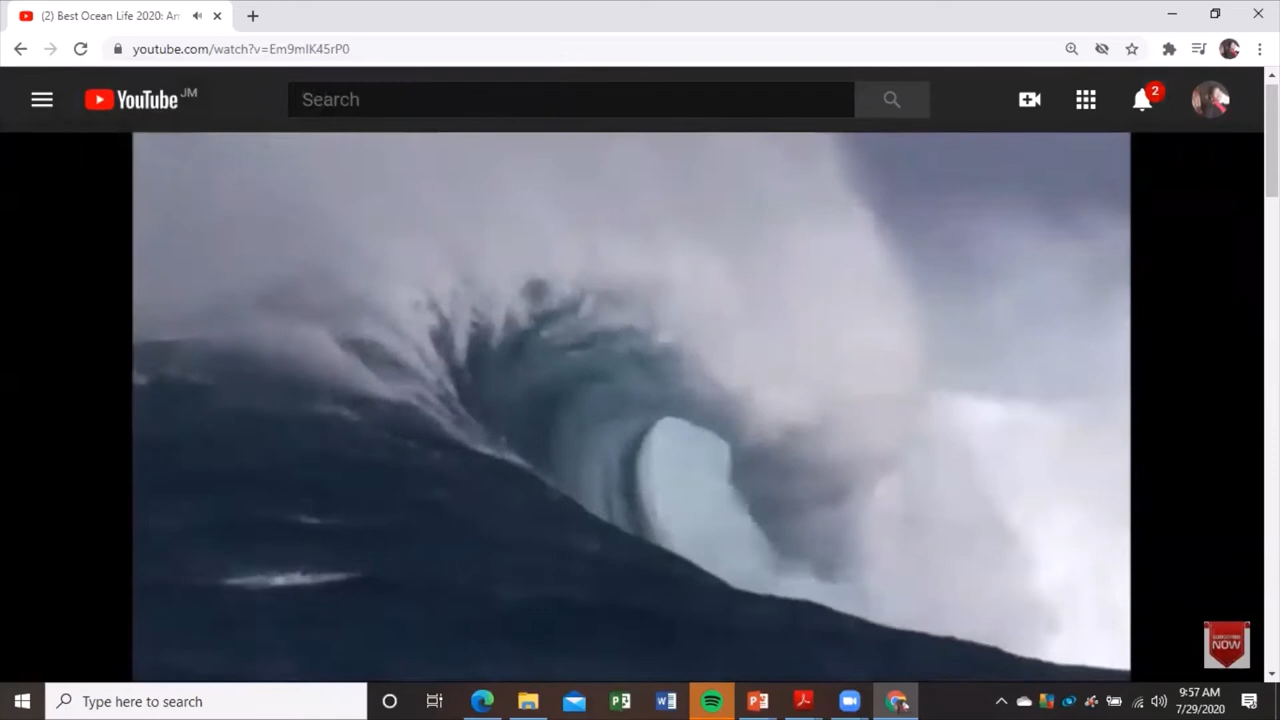 (2) Best Ocean Life 2020: An
youtube.com/watch?v=Em9mlK45rP0
YouTube JM
Search
2
NOW
Type here to search
9:57 AM
7/29/2020